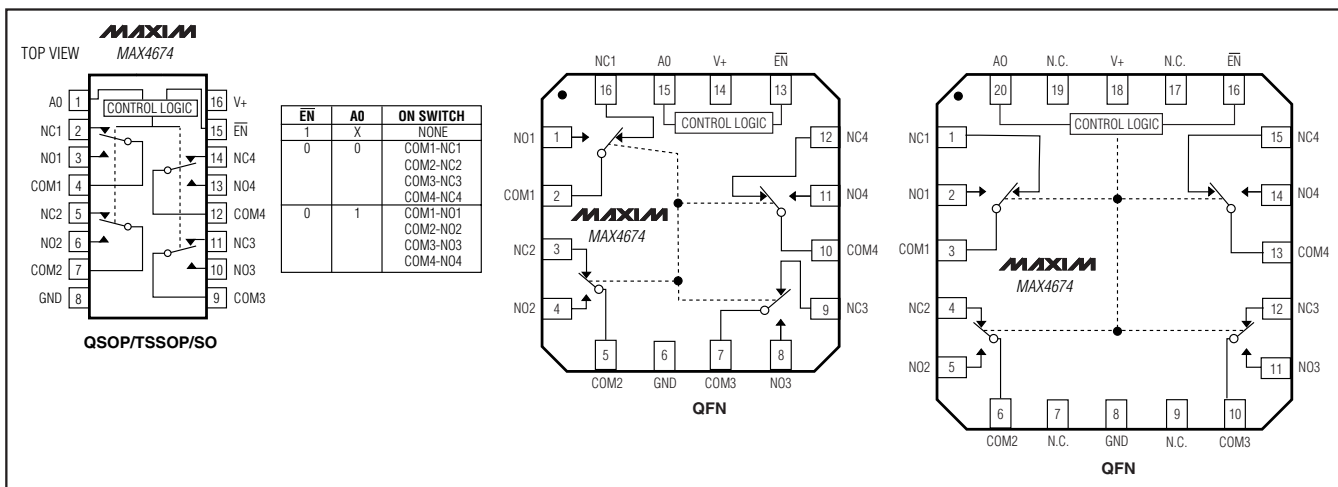 TOP VIEW
MAXIM
MAX4674
A0 1
NC1 2
NO1 3
COM1 4
NC2 5
NO2 6
COM2 7
GND 8
CONTROL LOGIC
16 V+
15 EN
14 NC4
13 NO4
12 COM4
11 NC3
10 NO3
9 COM3
QSOP/TSSOP/SO
EN A0 ON SWITCH
1 X NONE
0 0 COM1-NC1
COM2-NC2
COM3-NC3
COM4-NC4
0 1 COM1-NO1
COM2-NO2
COM3-NO3
COM4-NO4
NC1 A0 V+ EN
16 15 14 13
CONTROL LOGIC
NO1 1
COM1 2
NC2 3
NO2 4
MAXIM
MAX4674
12 NC4
11 NO4
10 COM4
9 NC3
5 6 7 8
COM2 GND COM3 NO3
QFN
AO N.C. V+ N.C. EN
20 19 18 17 16
CONTROL LOGIC
NC1 1
NO1 2
COM1 3
NC2 4
NO2 5
MAXIM
MAX4674
15 NC4
14 NO4
13 COM4
12 NC3
11 NO3
6 7 8 9 10
COM2 N.C. GND N.C. COM3
QFN